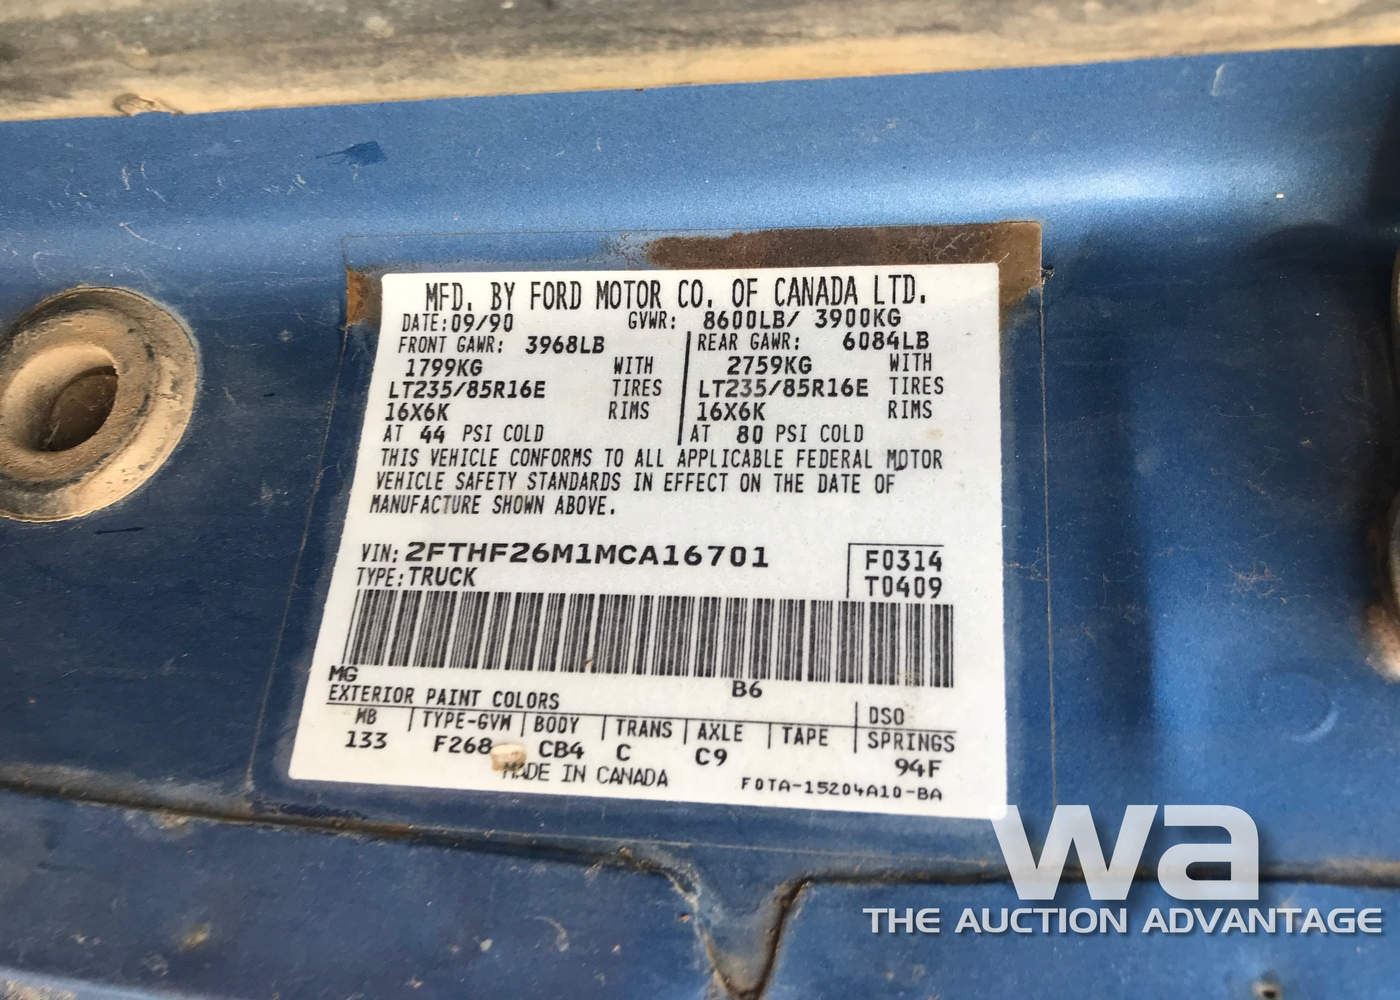 MFD. BY FORD MOTOR CO. OF CANADA LTD.
DATE: 09/90 GVWR: 8600LB/ 3900KG
FRONT GAWR: 3968LB REAR GAWR: 6084LB
1799KG WITH 2759KG WITH
LT235/85R16E TIRES LT235/85R16E TIRES
16X6K RIMS 16X6K RIMS
AT 44 PSI COLD AT 80 PSI COLD
THIS VEHICLE CONFORMS TO ALL APPLICABLE FEDERAL MOTOR
VEHICLE SAFETY STANDARDS IN EFFECT ON THE DATE OF
MANUFACTURE SHOWN ABOVE.
VIN: 2FTHF26M1MCA16701 F0314
TYPE: TRUCK T0409
MG B6
EXTERIOR PAINT COLORS DSO
WB TYPE-GVW BODY TRANS AXLE TAPE SPRINGS
133 F268 CB4 C C9 94F
MADE IN CANADA F0TA-15204A10-BA
wa
THE AUCTION ADVANTAGE